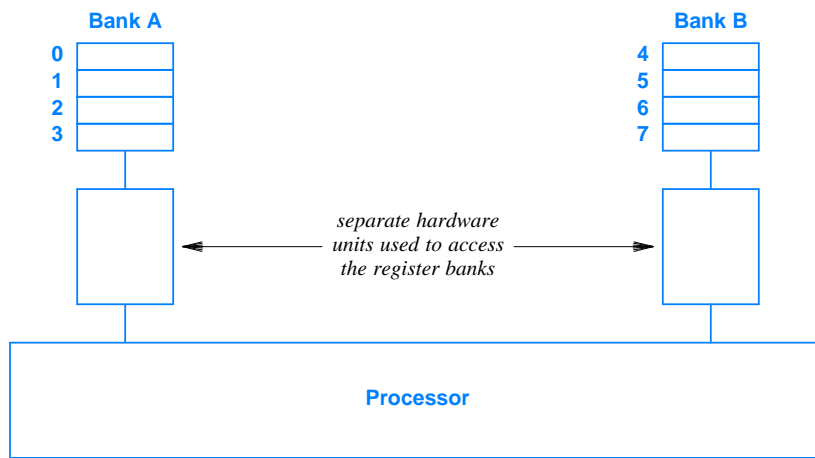 Bank A
0
1
2
3
Bank B
4
5
6
7
separate hardware
units used to access
the register banks
Processor